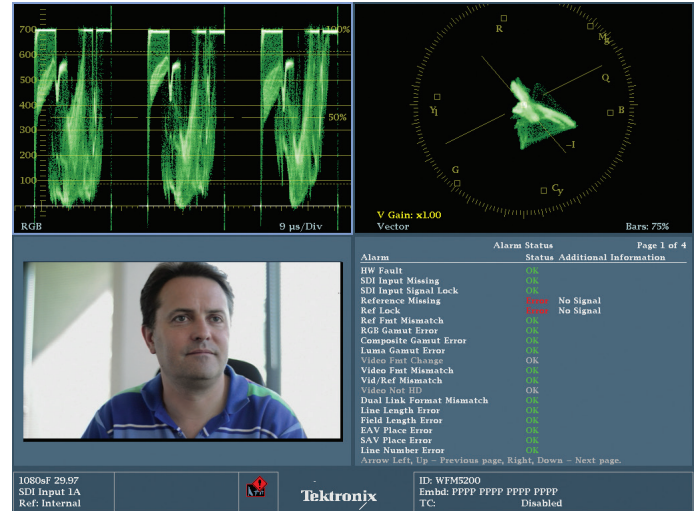 700
600
500
400
300
200
100
100%
50%
RGB
9 µs/Div
R
Mg
Q
B
Yl
-I
G
Cy
V Gain: x1.00
Vector
Bars: 75%
Alarm Status
Page 1 of 4
Alarm Status Additional Information
HW Fault OK
SDI Input Missing OK
SDI Input Signal Lock OK
Reference Missing No Signal
Ref Lock No Signal
Ref Fmt Mismatch OK
RGB Gamut Error OK
Composite Gamut Error OK
Luma Gamut Error OK
Video Fmt Change OK
Video Fmt Mismatch OK
Vid/Ref Mismatch OK
Video Not HD OK
Dual Link Format Mismatch OK
Line Length Error OK
Field Length Error OK
EAV Place Error OK
SAV Place Error OK
Line Number Error OK
Arrow Left, Up – Previous page, Right, Down – Next page.
1080sF 29.97
SDI Input 1A
Ref: Internal
Tektronix
ID: WFM5200
Embd: PPPP PPPP PPPP PPPP
TC: Disabled